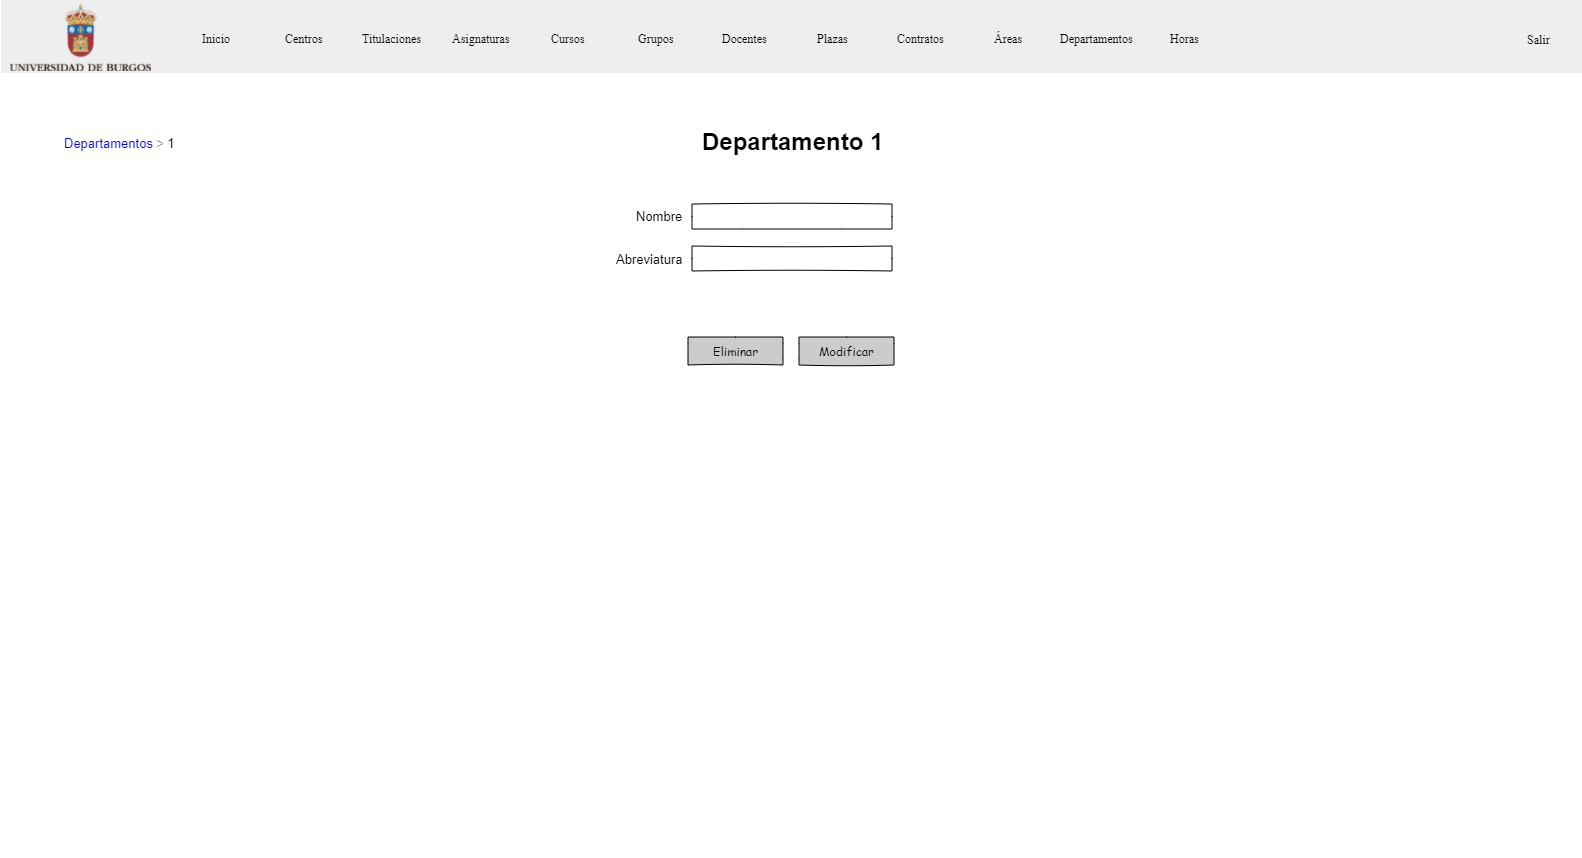 UNIVERSIDAD DE BURGOS
Inicio Centros Titulaciones Asignaturas Cursos Grupos Docentes Plazas Contratos Áreas Departamentos Horas Salir
Departamentos > 1
Departamento 1
Nombre
Abreviatura
Eliminar Modificar